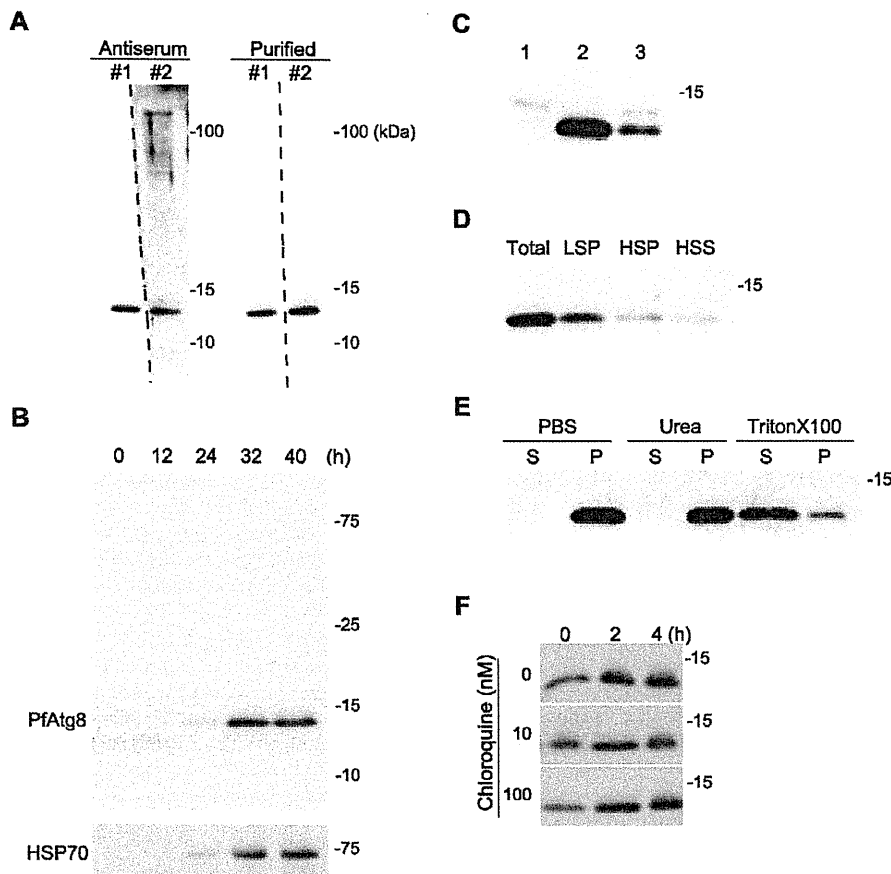 A
Antiserum Purified
#1 #2 #1 #2
-100 -100 (kDa)
-15 -15
-10 -10
B
0 12 24 32 40 (h)
-75
-25
PfAtg8 -15
-10
HSP70 -75
C
1 2 3
-15
D
Total LSP HSP HSS
-15
E
PBS Urea TritonX100
S P S P S P
-15
F
0 2 4 (h)
Chloroquine (nM)
0 -15
10 -15
100 -15